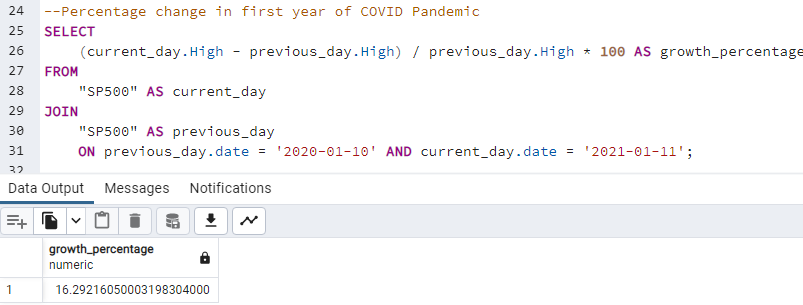 24 --Percentage change in first year of COVID Pandemic
25 SELECT
26 (current_day.High - previous_day.High) / previous_day.High * 100 AS growth_percentage
27 FROM
28 "SP500" AS current_day
29 JOIN
30 "SP500" AS previous_day
31 ON previous_day.date = '2020-01-10' AND current_day.date = '2021-01-11';
32
Data Output Messages Notifications
growth_percentage
numeric
1 16.29216050003198304000